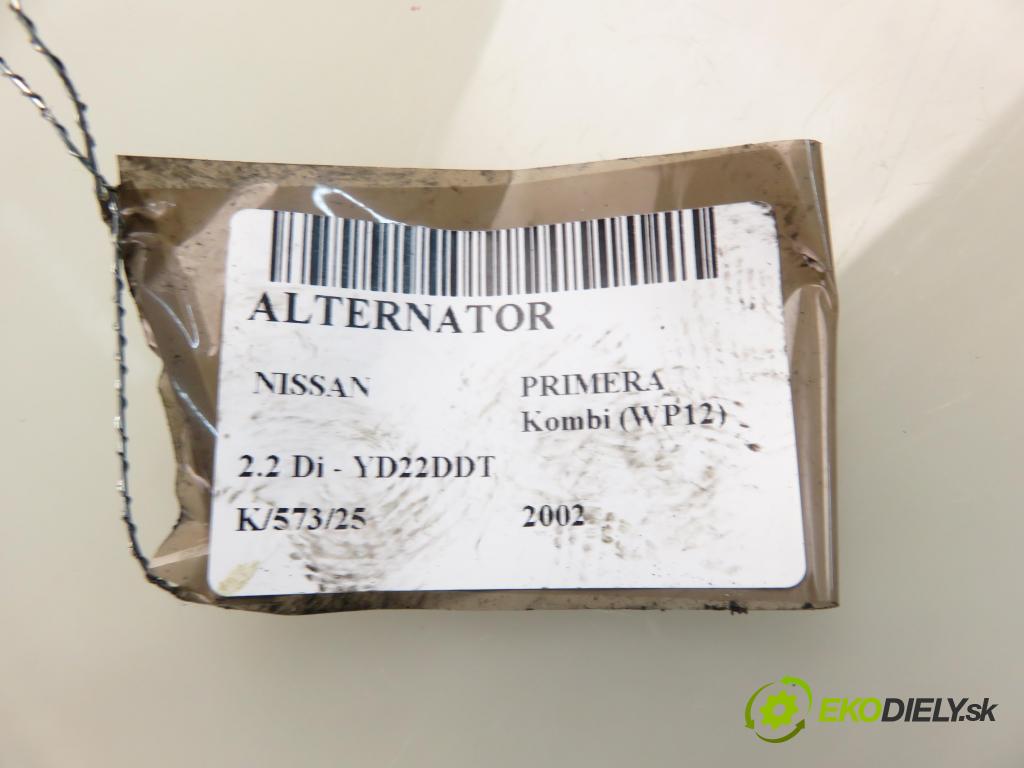 ALTERNATOR
NISSAN PRIMERA
Kombi (WP12)
2.2 Di - YD22DDT
K/573/25 2002
EKODIELY.sk